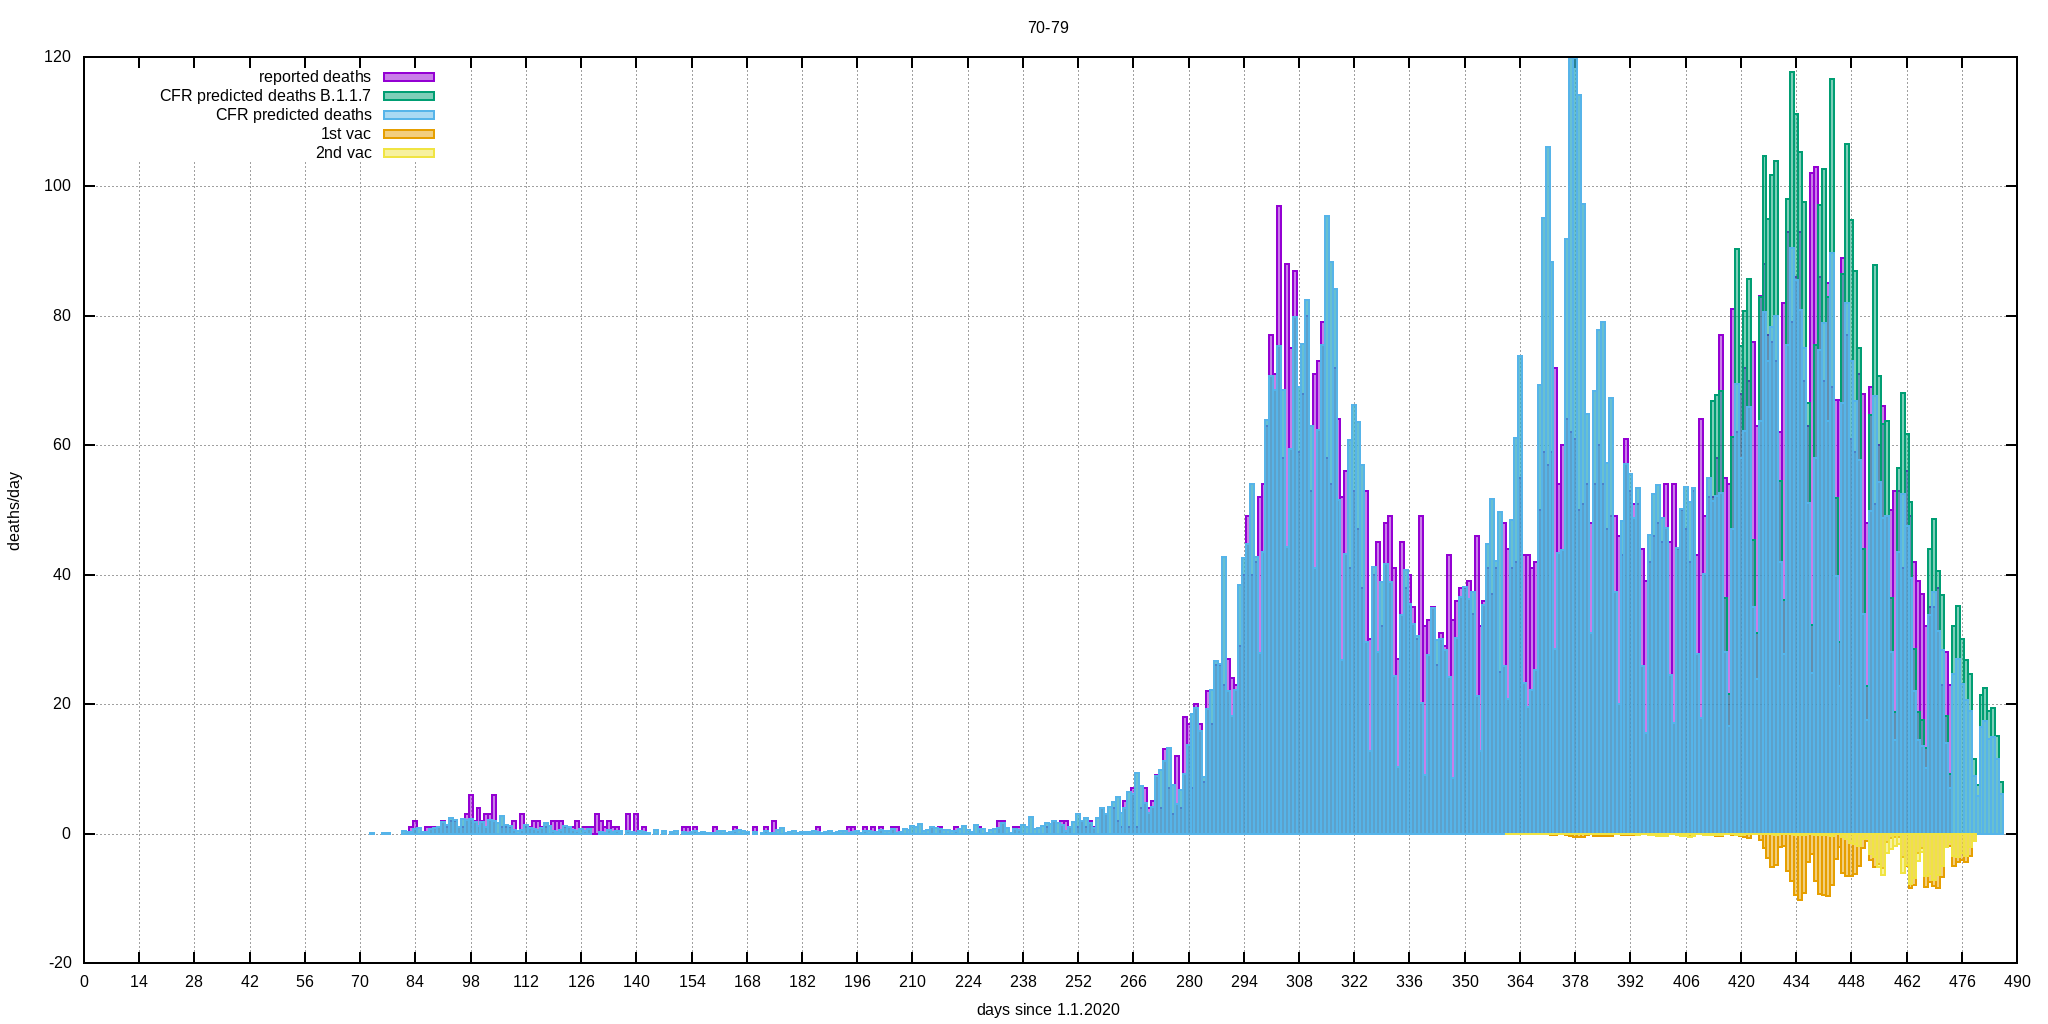 70-79
reported deaths
CFR predicted deaths B.1.1.7
CFR predicted deaths
1st vac
2nd vac
120
100
80
60
40
20
0
-20
deaths/day
0 14 28 42 56 70 84 98 112 126 140 154 168 182 196 210 224 238 252 266 280 294 308 322 336 350 364 378 392 406 420 434 448 462 476 490
days since 1.1.2020